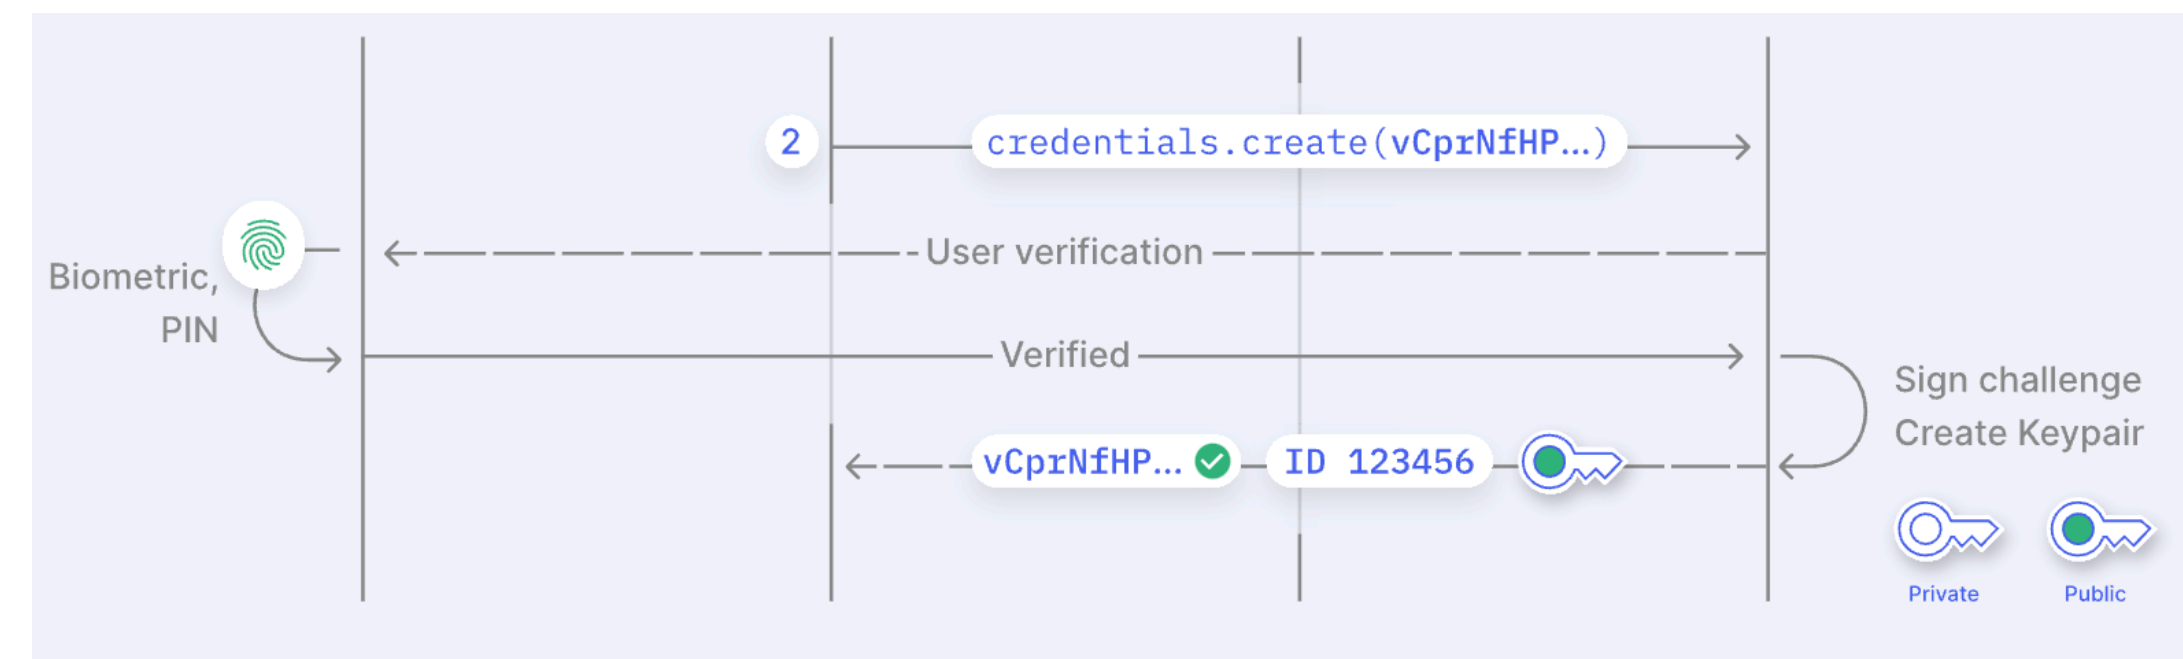 2
credentials.create(vCprNfHP...)
User verification
Biometric,
PIN
Verified
Sign challenge
Create Keypair
vCprNfHP...
ID 123456
Private
Public